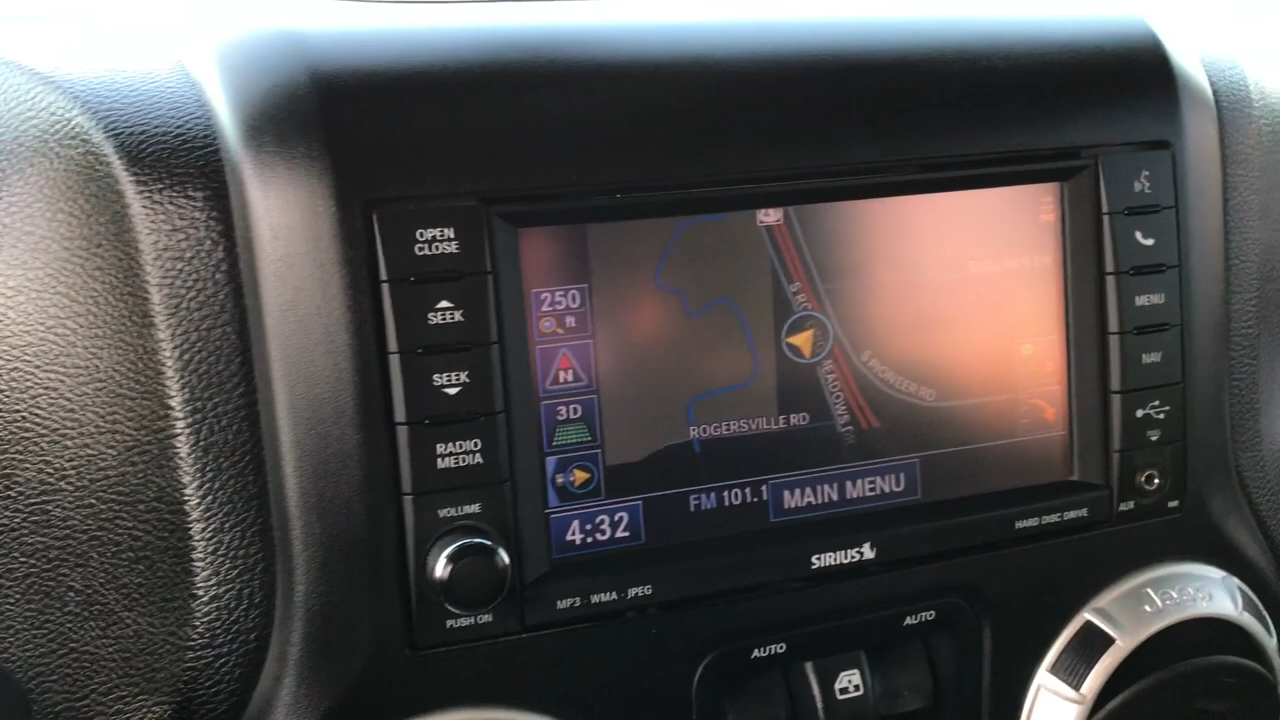 OPEN
CLOSE
SEEK
SEEK
RADIO
MEDIA
VOLUME
PUSH ON
250
ft
N
3D
4:32
S PIONEER RD
ROGERSVILLE RD
FM 101.1
MAIN MENU
SIRIUS
HARD DISC DRIVE
MP3 · WMA · JPEG
MENU
NAV
AUX
AUTO
AUTO
Jeep